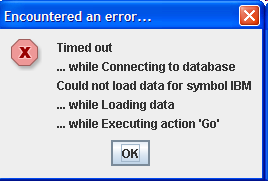 Encountered an error...
Timed out
... while Connecting to database
Could not load data for symbol IBM
... while Loading data
... while Executing action 'Go'
OK